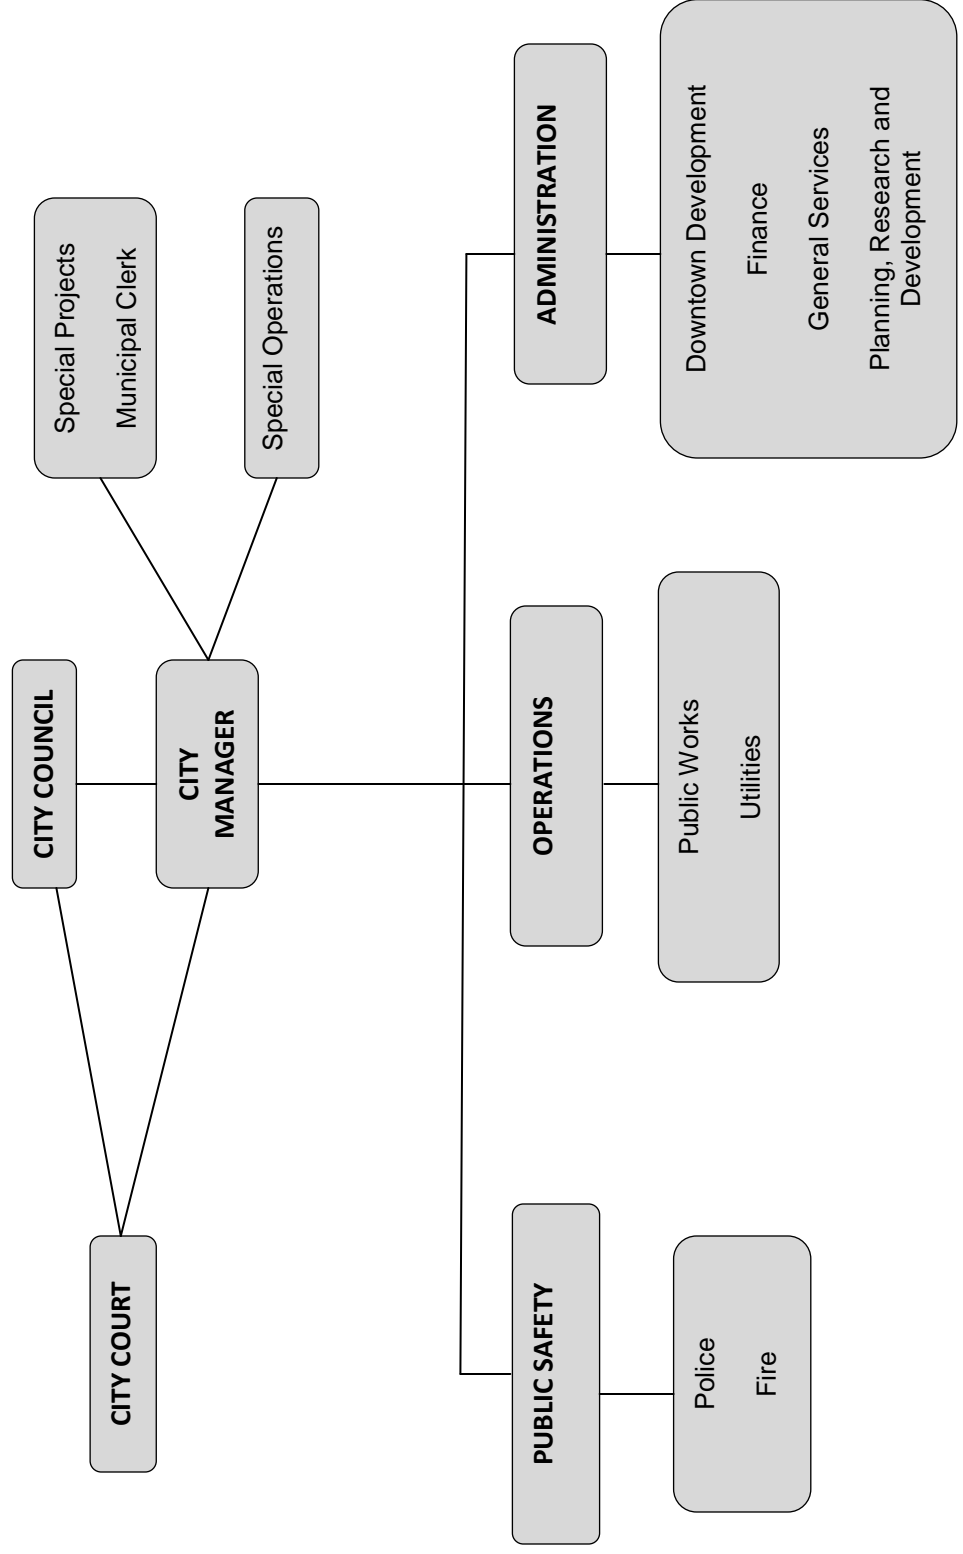 CITY COUNCIL
CITY COURT
CITY
MANAGER
Special Projects
Municipal Clerk
Special Operations
PUBLIC SAFETY
OPERATIONS
ADMINISTRATION
Police
Fire
Public Works
Utilities
Downtown Development
Finance
General Services
Planning, Research and
Development